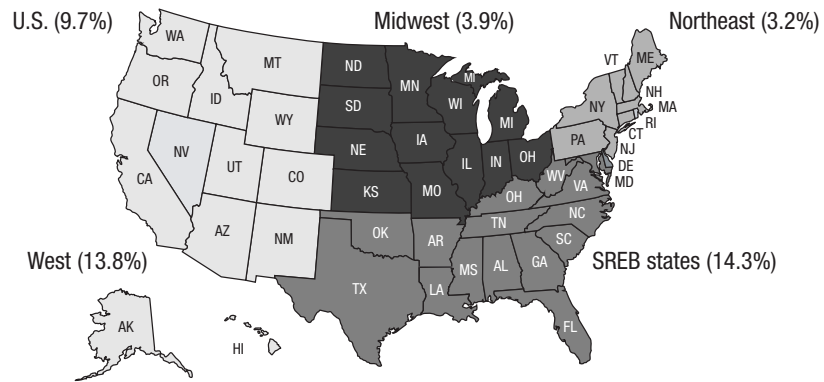 U.S. (9.7%)
Midwest (3.9%)
Northeast (3.2%)
WA
OR
ID
MT
WY
NV
CA
UT
CO
AZ
NM
ND
SD
NE
KS
MN
IA
MO
WI
MI
MI
IL
IN
OH
VT
ME
NH
MA
RI
CT
NY
NJ
PA
DE
MD
WV
VA
OH
NC
TN
SC
OK
AR
MS
AL
GA
LA
TX
FL
West (13.8%)
SREB states (14.3%)
AK
HI